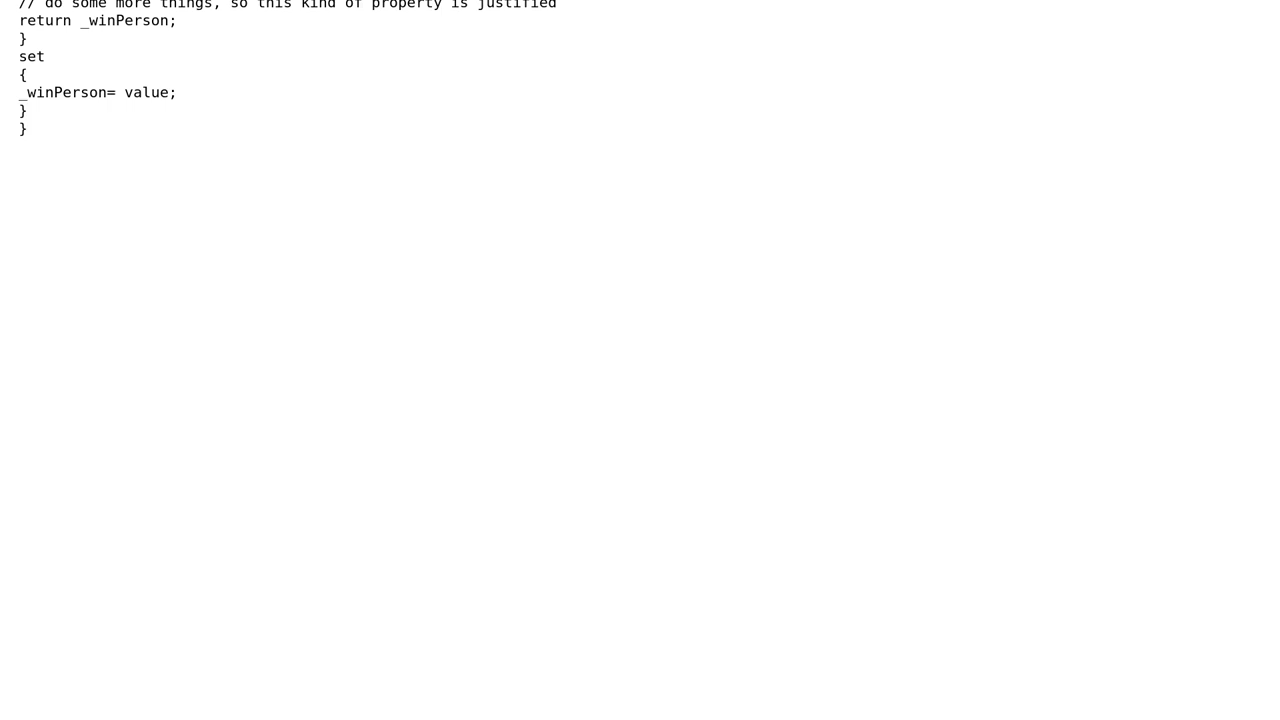 // do some more things, so this kind of property is justified
return _winPerson;
}
set
{
_winPerson= value;
}
}